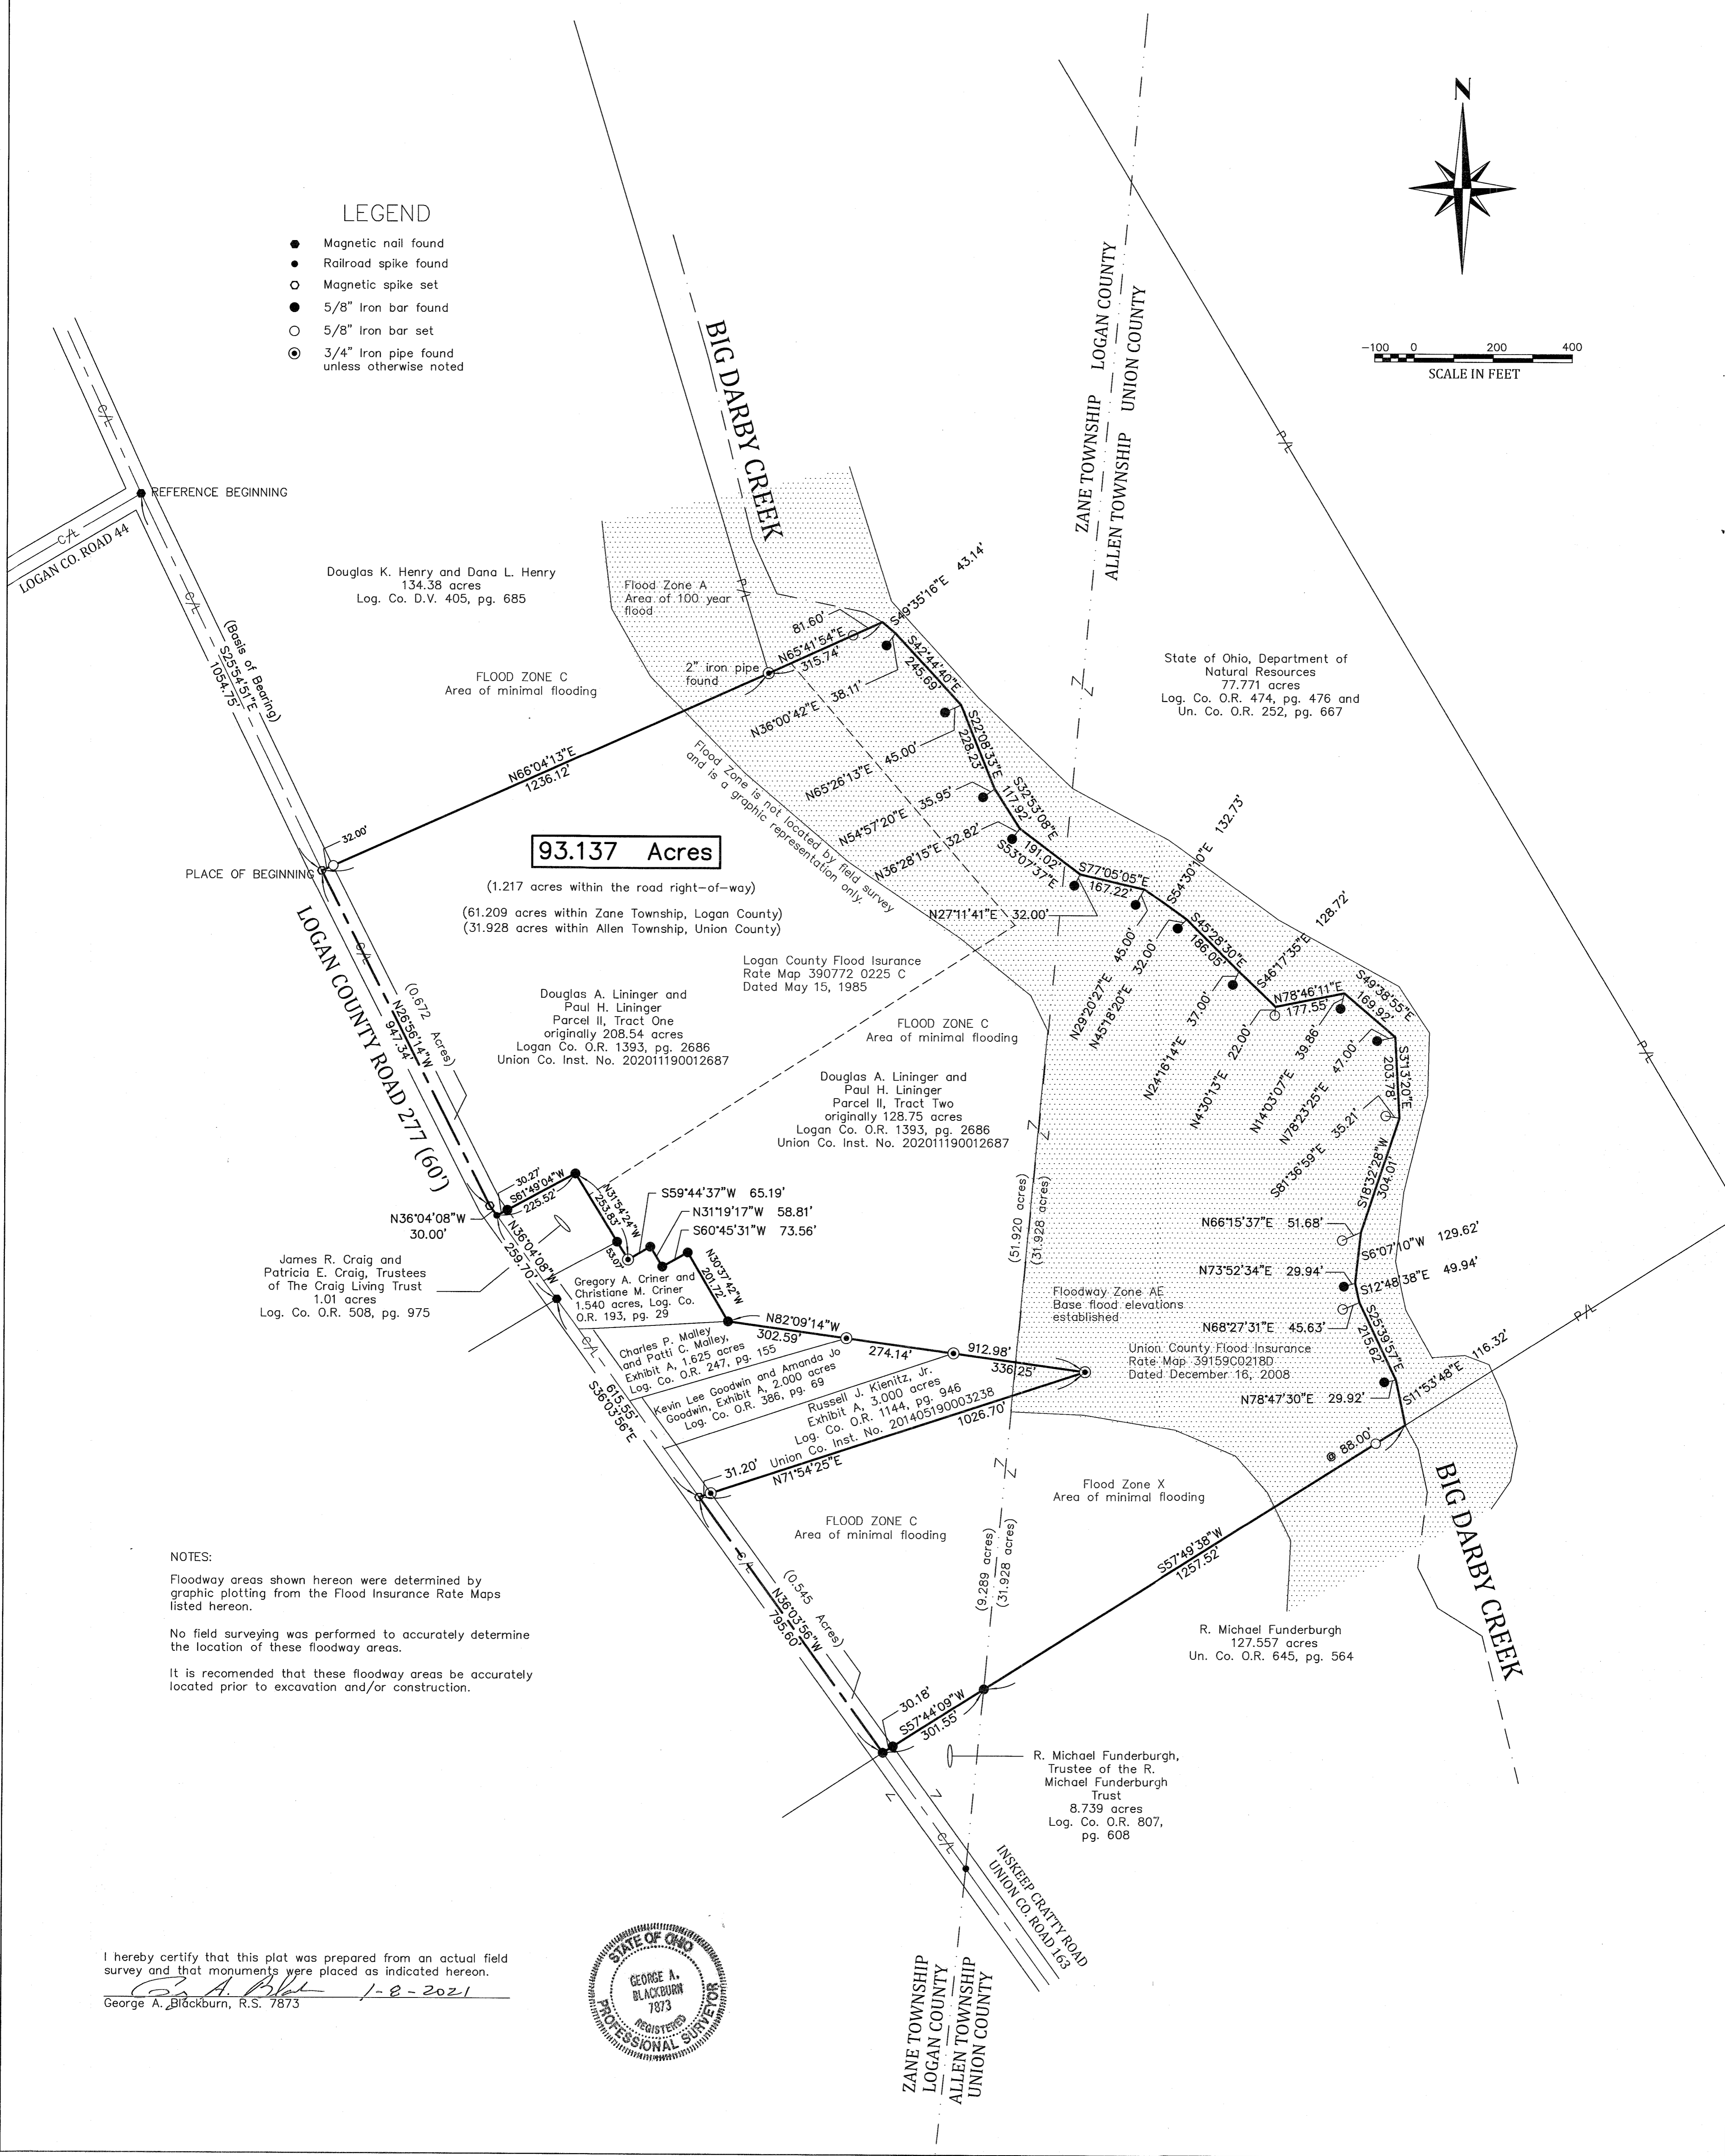 N
-100 0 200 400
SCALE IN FEET
LEGEND
Magnetic nail found
Railroad spike found
Magnetic spike set
5/8" Iron bar found
5/8" Iron bar set
3/4" Iron pipe found
unless otherwise noted
BIG DARBY CREEK
ZANE TOWNSHIP LOGAN COUNTY
ALLEN TOWNSHIP UNION COUNTY
P/L
C/L
REFERENCE BEGINNING
C/L
LOGAN CO. ROAD 44
C/L
(Basis of Bearing)
S25°54'51"E
1054.75'
Douglas K. Henry and Dana L. Henry
134.38 acres
Log. Co. D.V. 405, pg. 685
Flood Zone A
Area of 100 year
flood
P/L
FLOOD ZONE C
Area of minimal flooding
2" iron pipe
found
81.60'
N65°41'54"E
315.74'
S49°35'16"E 43.14'
S42°44'40"E
245.69'
N36°00'42"E 38.11'
S22°08'33"E
228.23'
N65°26'13"E 45.00'
S32°53'08"E
117.92'
N54°57'20"E 35.95'
N36°28'15"E 32.82'
191.02'
S53°07'37"E
S77°05'05"E
167.22'
N27°11'41"E 32.00'
S54°30'10"E 132.73'
S45°28'30"E
186.05'
N29°20'27"E 45.00'
N45°18'20"E 32.00'
S46°17'35"E 128.72'
N24°16'14"E 37.00'
N78°46'11"E
177.55'
N4°30'13"E 22.00'
S49°38'55"E
169.92'
N14°03'07"E 39.86'
N78°23'25"E 47.00'
S3°13'20"E
203.78'
S81°36'59"E 35.21'
S18°32'28"W
304.01'
N66°15'37"E 51.68'
S6°07'10"W 129.62'
N73°52'34"E 29.94'
S12°48'38"E 49.94'
N68°27'31"E 45.63'
S25°39'57"E
215.62'
N78°47'30"E 29.92'
S11°53'48"E 116.32'
P/L
P/L
State of Ohio, Department of
Natural Resources
77.771 acres
Log. Co. O.R. 474, pg. 476 and
Un. Co. O.R. 252, pg. 667
N66°04'13"E
1236.12'
32.00'
PLACE OF BEGINNING
Flood Zone is not located by field survey
and is a graphic representation
only.
93.137 Acres
(1.217 acres within the road right-of-way)
(61.209 acres within Zane Township, Logan County)
(31.928 acres within Allen Township, Union County)
Logan County Flood Isurance
Rate Map 390772 0225 C
Dated May 15, 1985
Douglas A. Lininger and
Paul H. Lininger
Parcel II, Tract One
originally 208.54 acres
Logan Co. O.R. 1393, pg. 2686
Union Co. Inst. No. 202011190012687
FLOOD ZONE C
Area of minimal flooding
Douglas A. Lininger and
Paul H. Lininger
Parcel II, Tract Two
originally 128.75 acres
Logan Co. O.R. 1393, pg. 2686
Union Co. Inst. No. 202011190012687
C/L
(0.672 Acres)
N26°56'14"W
947.34'
LOGAN COUNTY ROAD 277 (60')
30.27'
S61°49'04"W
225.52'
N36°04'08"W
30.00'
N36°04'08"W
259.70'
N31°54'24"W
253.83'
53.07'
S59°44'37"W 65.19'
N31°19'17"W 58.81'
S60°45'31"W 73.56'
N30°37'42"W
201.72'
James R. Craig and
Patricia E. Craig, Trustees
of The Craig Living Trust
1.01 acres
Log. Co. O.R. 508, pg. 975
Gregory A. Criner and
Christiane M. Criner
1.540 acres, Log. Co.
O.R. 193, pg. 29
Charles P. Malley
and Patti C. Malley,
Exhibit A, 1.625 acres
Log. Co. O.R. 247, pg. 155
Kevin Lee Goodwin and Amanda Jo
Goodwin, Exhibit A, 2.000 acres
Log. Co. O.R. 386, pg. 69
Russell J. Kienitz, Jr.
Exhibit A, 3.000 acres
Log. Co. O.R. 1144, pg. 946
Union Co. Inst. No. 201405190003238
N82°09'14"W
302.59'
274.14'
912.98'
336.25'
1026.70'
31.20'
N71°54'25"E
C/L
615.55'
S36°03'56"E
(51.920 acres)
(31.928 acres)
Floodway Zone AE
Base flood elevations
established
Union County Flood Insurance
Rate Map 39159C0218D
Dated December 16, 2008
@ 88.00'
BIG DARBY CREEK
Flood Zone X
Area of minimal flooding
FLOOD ZONE C
Area of minimal flooding
(9.289 acres)
(31.928 acres)
S57°49'38"W
1257.52'
C/L
(0.545 Acres)
N36°03'56"W
795.60'
R. Michael Funderburgh
127.557 acres
Un. Co. O.R. 645, pg. 564
30.18'
S57°44'09"W
301.55'
R. Michael Funderburgh,
Trustee of the R.
Michael Funderburgh
Trust
8.739 acres
Log. Co. O.R. 807,
pg. 608
C/L
INSKEEP CRATTY ROAD
UNION CO. ROAD 163
NOTES:
Floodway areas shown hereon were determined by
graphic plotting from the Flood Insurance Rate Maps
listed hereon.
No field surveying was performed to accurately determine
the location of these floodway areas.
It is recomended that these floodway areas be accurately
located prior to excavation and/or construction.
I hereby certify that this plat was prepared from an actual field
survey and that monuments were placed as indicated hereon.
1-8-2021
George A. Blackburn, R.S. 7873
STATE OF OHIO
GEORGE A.
BLACKBURN
7873
REGISTERED
PROFESSIONAL SURVEYOR
ZANE TOWNSHIP
LOGAN COUNTY
ALLEN TOWNSHIP
UNION COUNTY